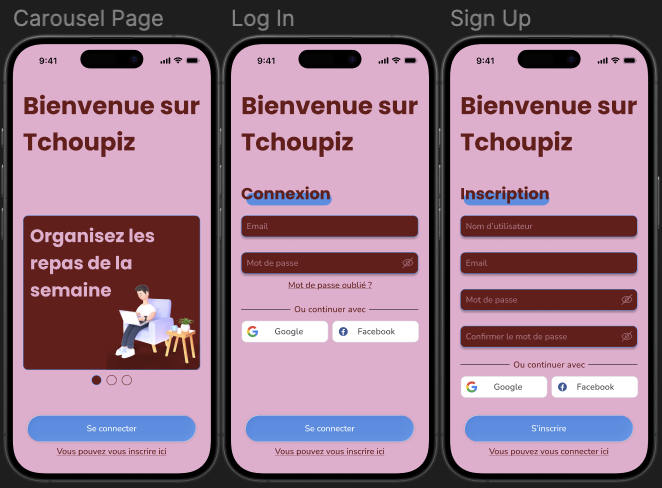 Carousel Page
9:41
Bienvenue sur
Tchoupiz
Organisez les
repas de la
semaine
Se connecter
Vous pouvez vous inscrire ici
Log In
9:41
Bienvenue sur
Tchoupiz
Connexion
Email
Mot de passe
Mot de passe oublié ?
Ou continuer avec
Google
Facebook
Se connecter
Vous pouvez vous inscrire ici
Sign Up
9:41
Bienvenue sur
Tchoupiz
Inscription
Nom d'utilisateur
Email
Mot de passe
Confirmer le mot de passe
Ou continuer avec
Google
Facebook
S'inscrire
Vous pouvez vous connecter ici